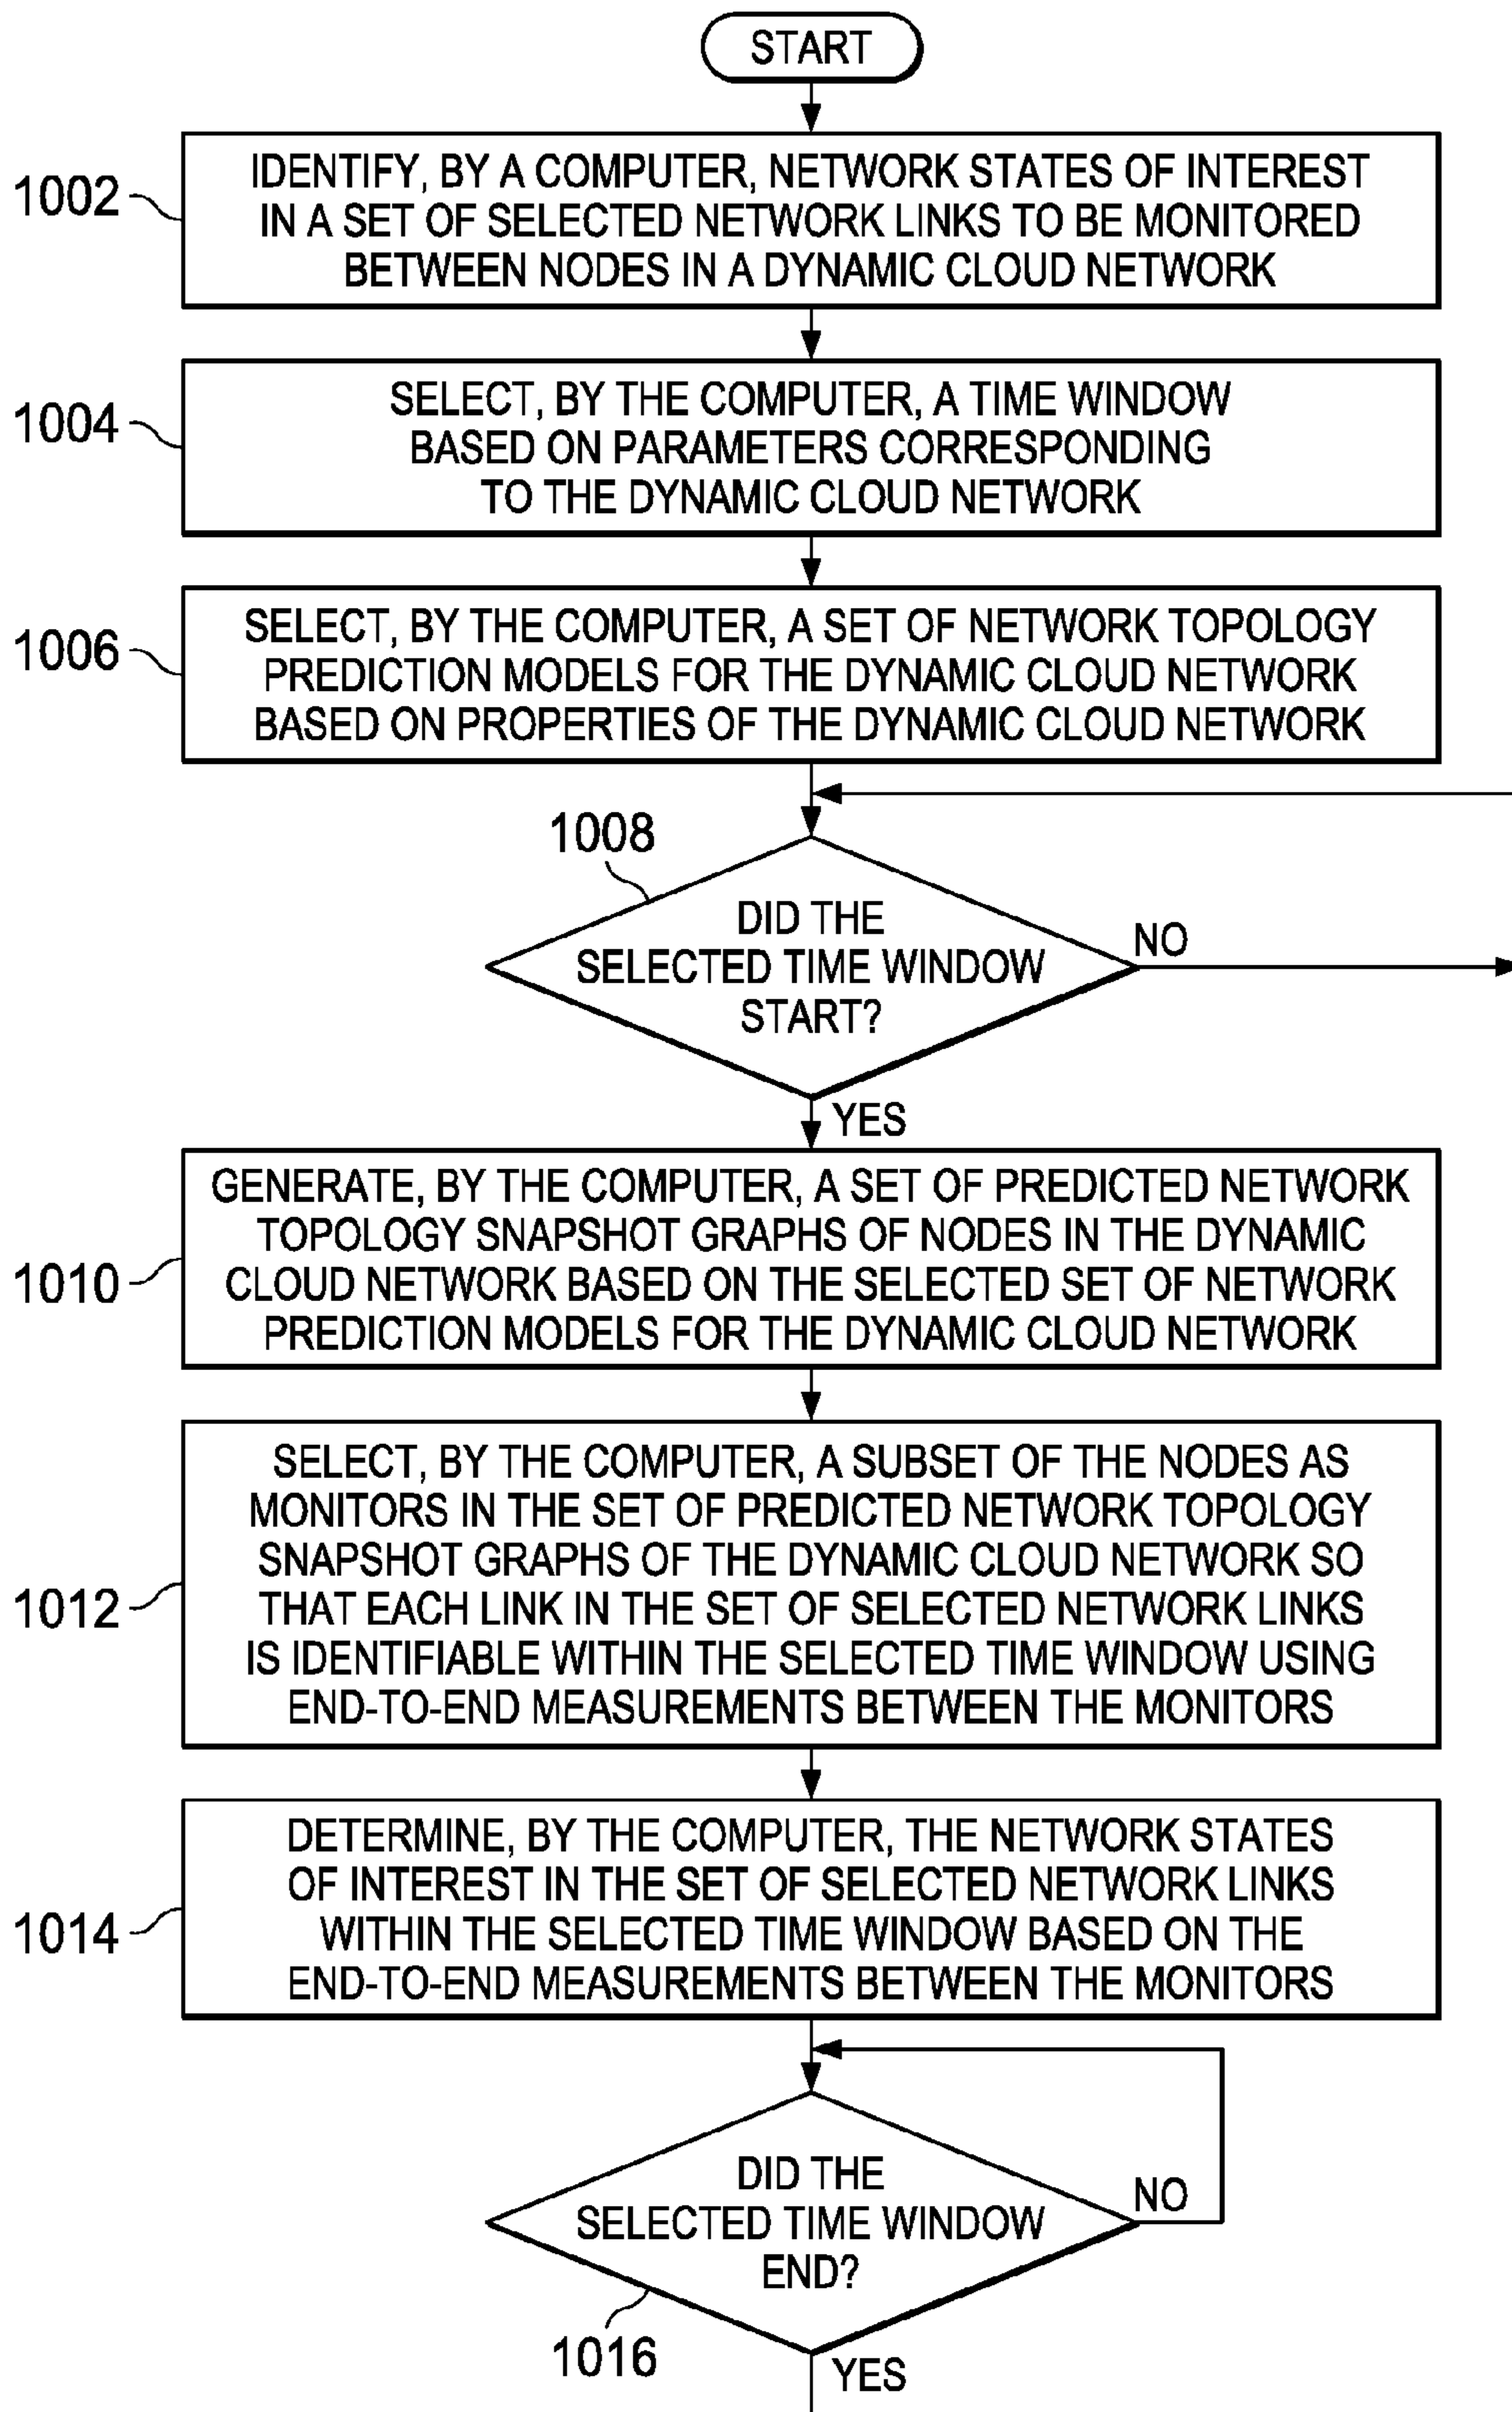 START
1002
IDENTIFY, BY A COMPUTER, NETWORK STATES OF INTEREST
IN A SET OF SELECTED NETWORK LINKS TO BE MONITORED
BETWEEN NODES IN A DYNAMIC CLOUD NETWORK
1004
SELECT, BY THE COMPUTER, A TIME WINDOW
BASED ON PARAMETERS CORRESPONDING
TO THE DYNAMIC CLOUD NETWORK
1006
SELECT, BY THE COMPUTER, A SET OF NETWORK TOPOLOGY
PREDICTION MODELS FOR THE DYNAMIC CLOUD NETWORK
BASED ON PROPERTIES OF THE DYNAMIC CLOUD NETWORK
1008
DID THE
SELECTED TIME WINDOW
START?
NO
YES
1010
GENERATE, BY THE COMPUTER, A SET OF PREDICTED NETWORK
TOPOLOGY SNAPSHOT GRAPHS OF NODES IN THE DYNAMIC
CLOUD NETWORK BASED ON THE SELECTED SET OF NETWORK
PREDICTION MODELS FOR THE DYNAMIC CLOUD NETWORK
1012
SELECT, BY THE COMPUTER, A SUBSET OF THE NODES AS
MONITORS IN THE SET OF PREDICTED NETWORK TOPOLOGY
SNAPSHOT GRAPHS OF THE DYNAMIC CLOUD NETWORK SO
THAT EACH LINK IN THE SET OF SELECTED NETWORK LINKS
IS IDENTIFIABLE WITHIN THE SELECTED TIME WINDOW USING
END-TO-END MEASUREMENTS BETWEEN THE MONITORS
1014
DETERMINE, BY THE COMPUTER, THE NETWORK STATES
OF INTEREST IN THE SET OF SELECTED NETWORK LINKS
WITHIN THE SELECTED TIME WINDOW BASED ON THE
END-TO-END MEASUREMENTS BETWEEN THE MONITORS
DID THE
SELECTED TIME WINDOW
END?
NO
1016
YES